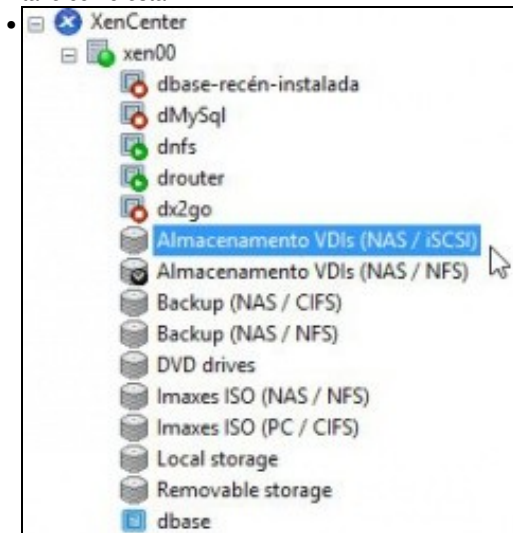 XenCenter
xen00
dbase-recén-instalada
dMySql
dnfs
drouter
dx2go
Almacenamento VDIs (NAS / iSCSI)
Almacenamento VDIs (NAS / NFS)
Backup (NAS / CIFS)
Backup (NAS / NFS)
DVD drives
Imaxes ISO (NAS / NFS)
Imaxes ISO (PC / CIFS)
Local storage
Removable storage
dbase